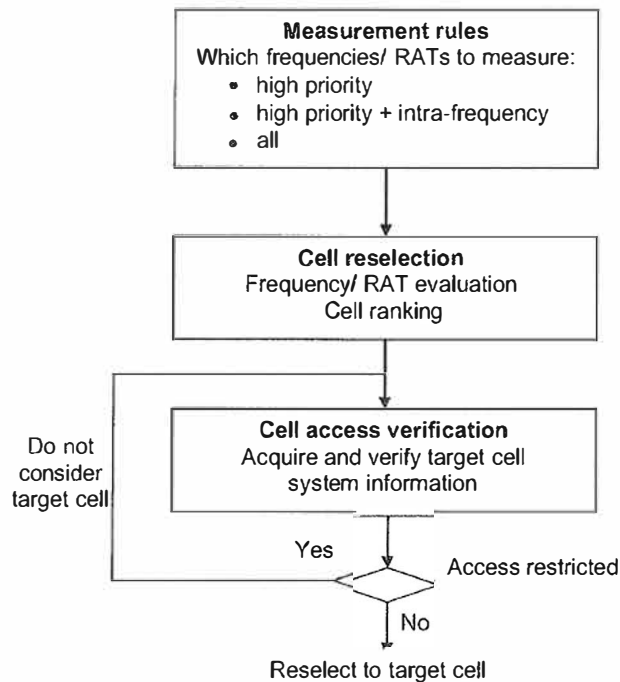 Measurement rules
Which frequencies/ RATs to measure:
• high priority
• high priority + intra-frequency
• all
Cell reselection
Frequency/ RAT evaluation
Cell ranking
Cell access verification
Acquire and verify target cell
system information
Do not
consider
target cell
Yes
Access restricted
No
Reselect to target cell